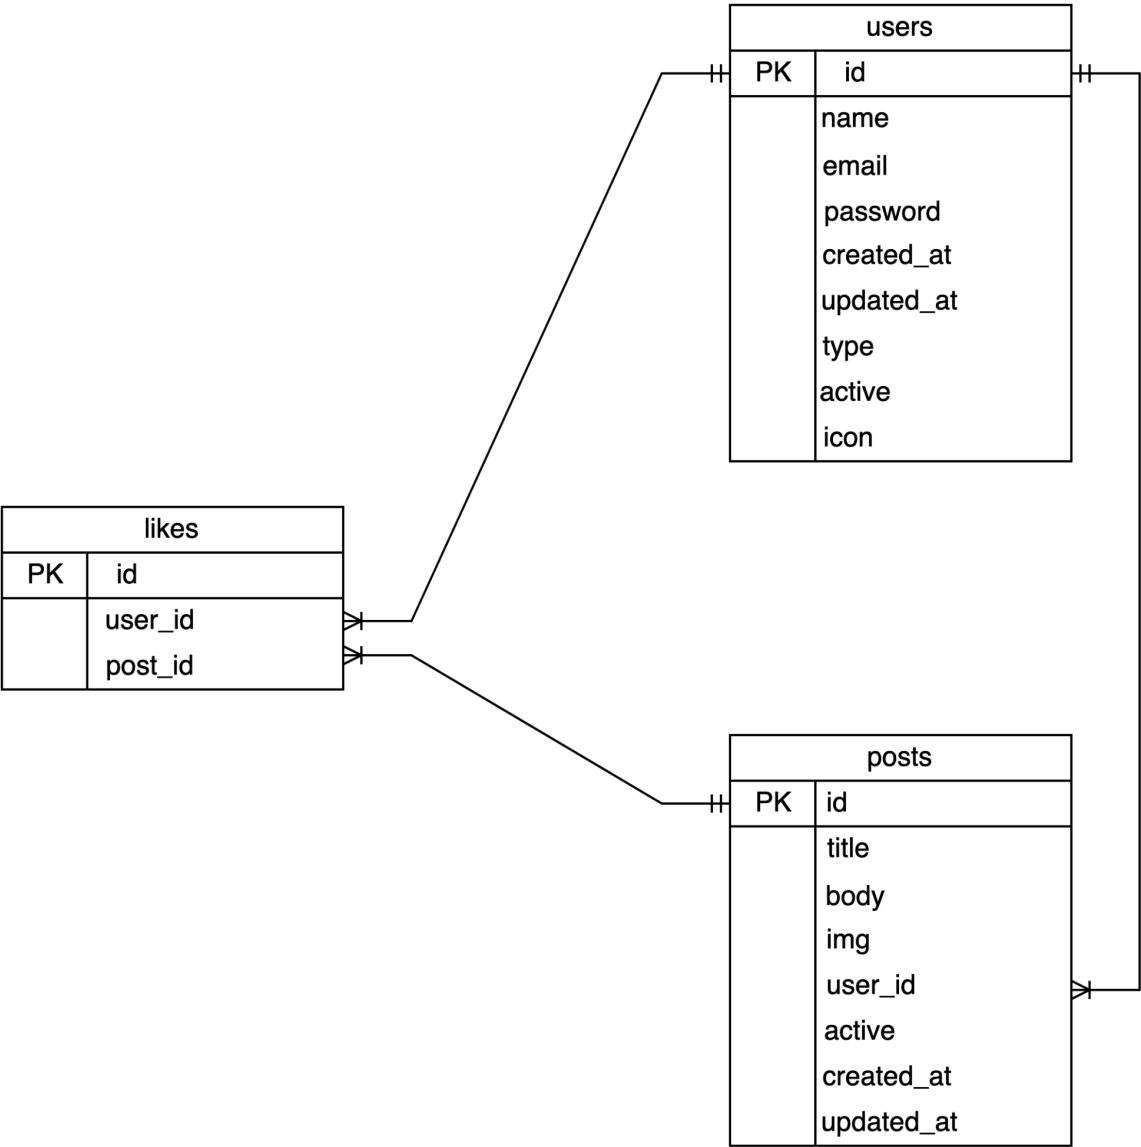 users
PK id
name
email
password
created_at
updated_at
type
active
icon
likes
PK id
user_id
post_id
posts
PK id
title
body
img
user_id
active
created_at
updated_at